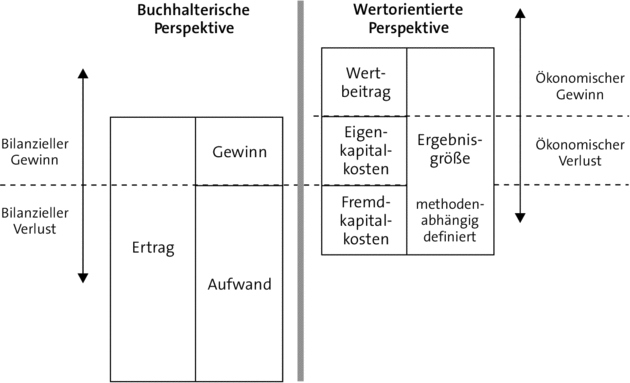 Buchhalterische
Perspektive
Bilanzieller
Gewinn
Bilanzieller
Verlust
Gewinn
Ertrag
Aufwand
Wertorientierte
Perspektive
Wert-
beitrag
Eigen-
kapital-
kosten
Fremd-
kapital-
kosten
Ergebnis-
größe
methoden-
abhängig
definiert
Ökonomischer
Gewinn
Ökonomischer
Verlust